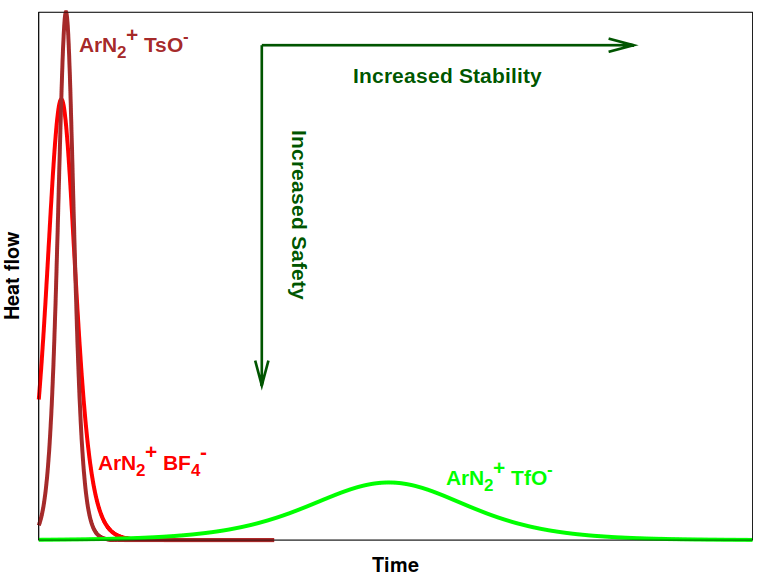 ArN₂⁺ TsO⁻
Increased Stability
Increased Safety
Heat flow
ArN₂⁺ BF₄⁻
ArN₂⁺ TfO⁻
Time